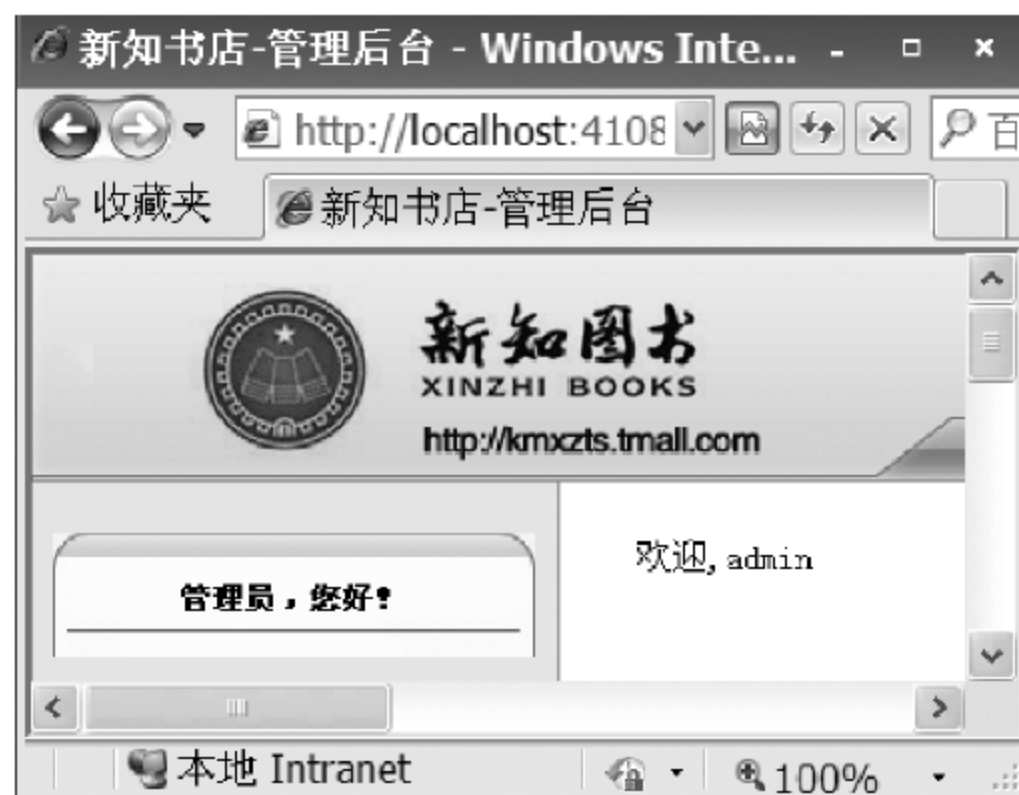 新知书店-管理后台 - Windows Inte...
http://localhost:4108
百
收藏夹
新知书店-管理后台
新知图书
XINZHI BOOKS
http://kmxzts.tmall.com
欢迎,admin
管理员，您好！
本地 Intranet
100%